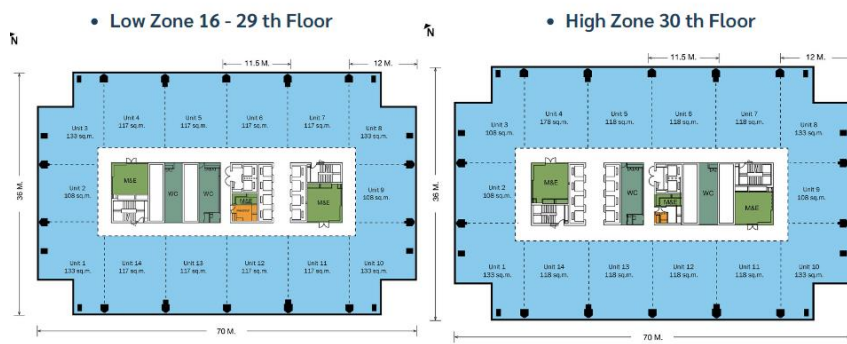 • Low Zone 16 - 29 th Floor
N
11.5 M.
12 M.
36 M.
Unit 3
133 sq.m.
Unit 4
117 sq.m.
Unit 5
117 sq.m.
Unit 6
117 sq.m.
Unit 7
117 sq.m.
Unit 8
133 sq.m.
Unit 2
108 sq.m.
M&E
WC
WC
M&E
M&E
Unit 9
108 sq.m.
Unit 1
133 sq.m.
Unit 14
117 sq.m.
Unit 13
117 sq.m.
Unit 12
117 sq.m.
Unit 11
117 sq.m.
Unit 10
133 sq.m.
70 M.
• High Zone 30 th Floor
N
11.5 M.
12 M.
36 M.
Unit 3
108 sq.m.
Unit 4
178 sq.m.
Unit 5
118 sq.m.
Unit 6
118 sq.m.
Unit 7
118 sq.m.
Unit 8
133 sq.m.
Unit 2
108 sq.m.
M&E
WC
M&E
WC
M&E
Unit 9
108 sq.m.
Unit 1
133 sq.m.
Unit 14
118 sq.m.
Unit 13
118 sq.m.
Unit 12
118 sq.m.
Unit 11
118 sq.m.
Unit 10
133 sq.m.
70 M.